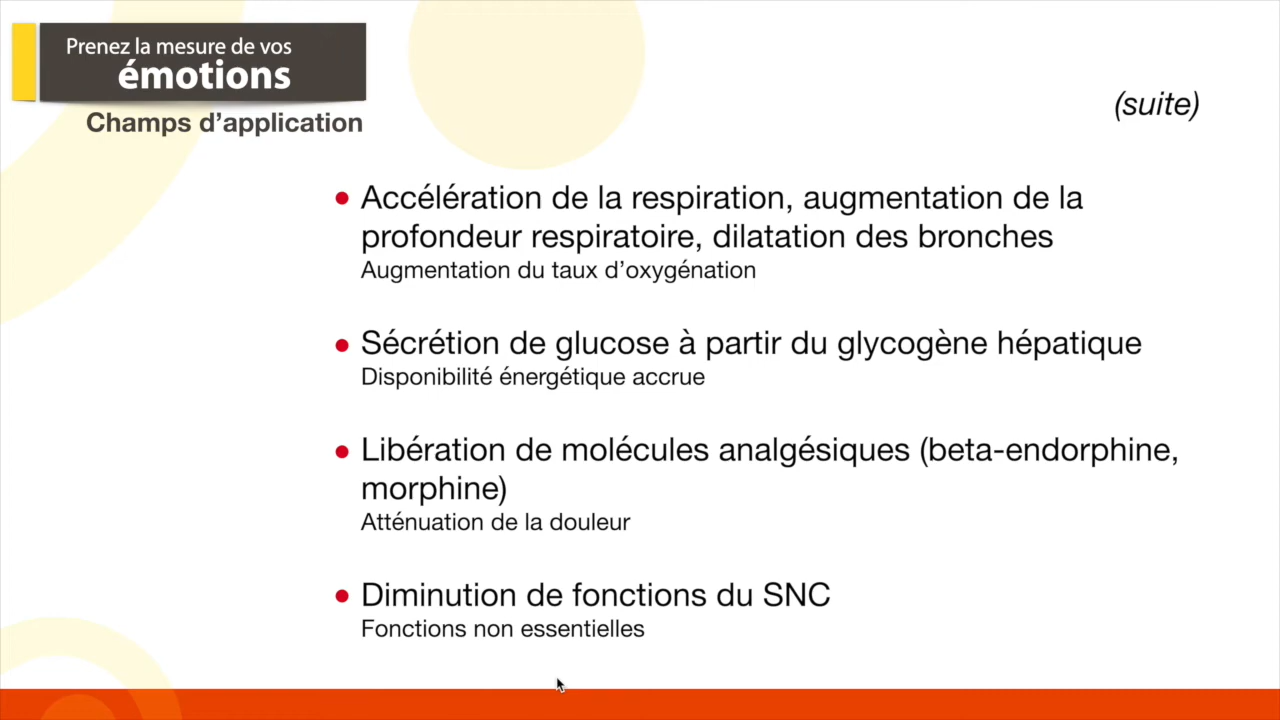 Prenez la mesure de vos
émotions
Champs d’application
(suite)
• Accélération de la respiration, augmentation de la
profondeur respiratoire, dilatation des bronches
Augmentation du taux d’oxygénation
• Sécrétion de glucose à partir du glycogène hépatique
Disponibilité énergétique accrue
• Libération de molécules analgésiques (beta-endorphine,
morphine)
Atténuation de la douleur
• Diminution de fonctions du SNC
Fonctions non essentielles